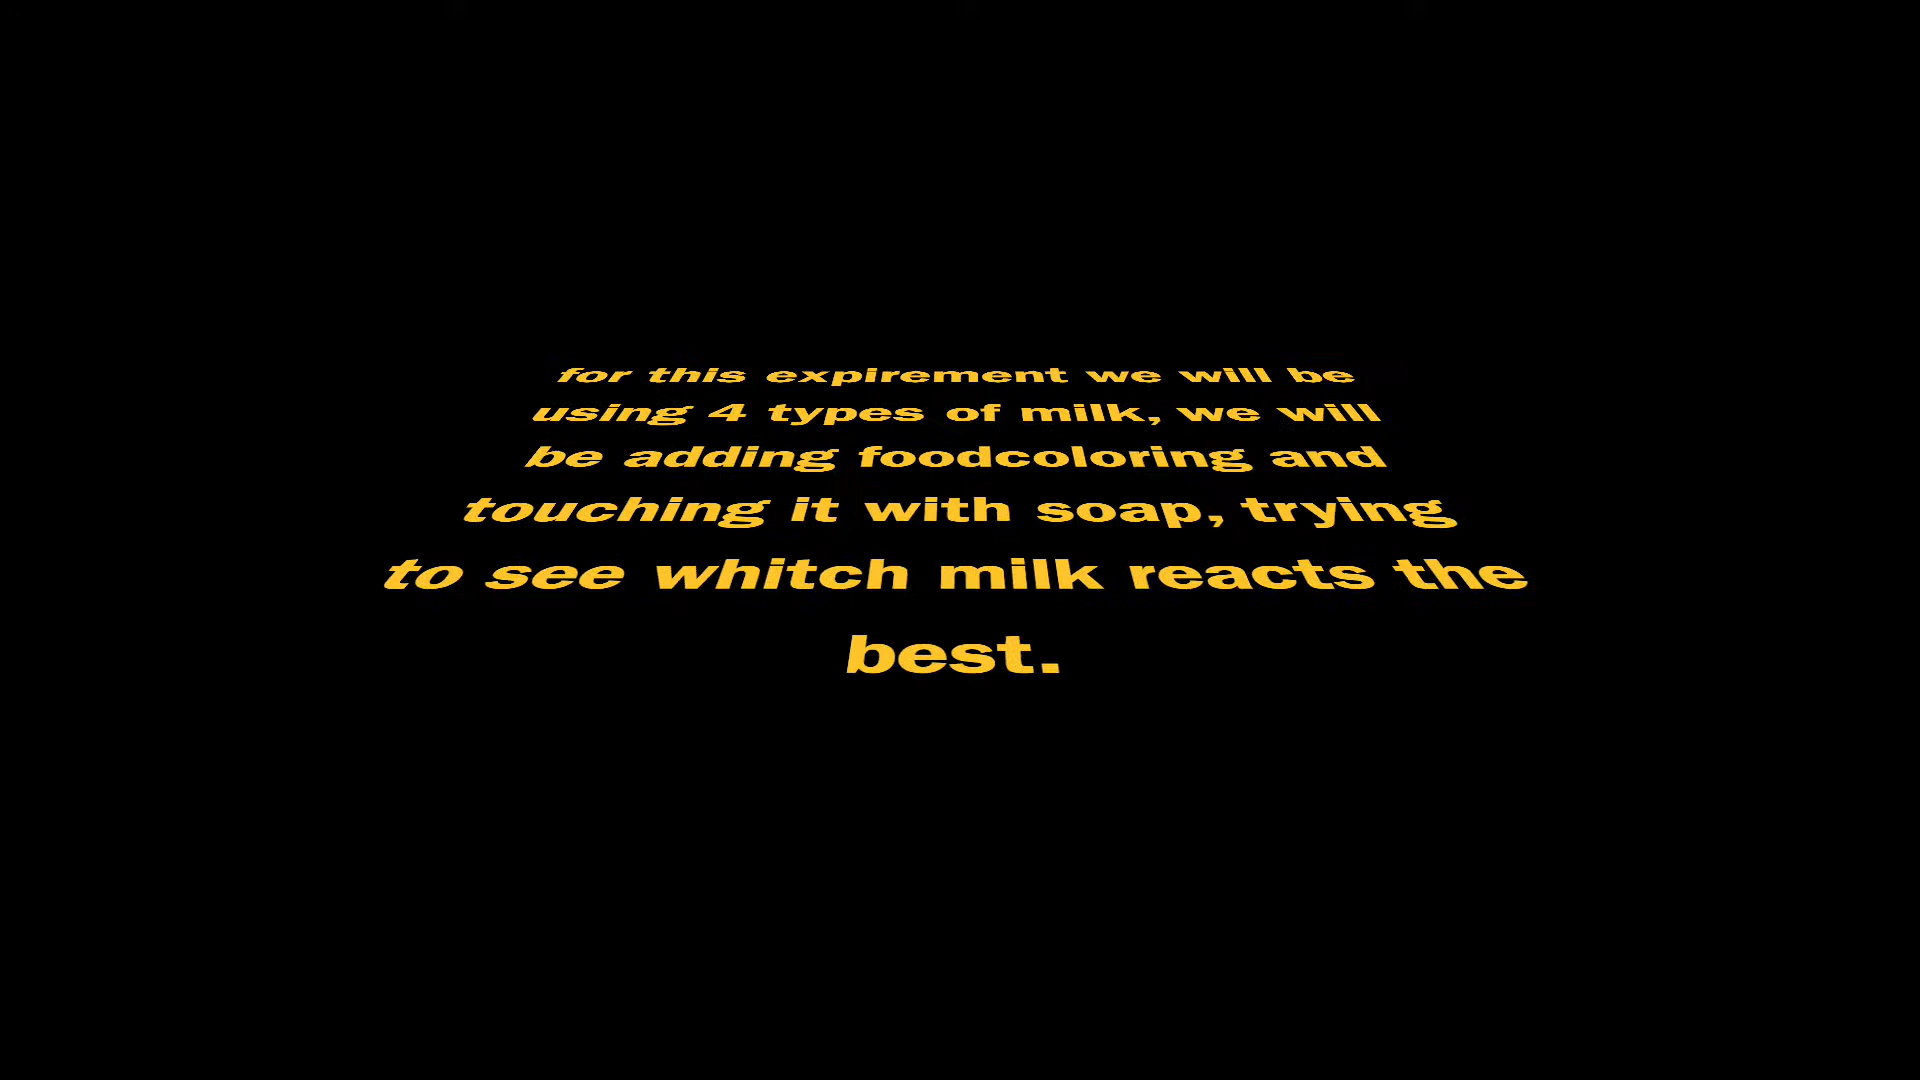 for this expirement we will be
using 4 types of milk, we will
be adding foodcoloring and
touching it with soap, trying
to see whitch milk reacts the
best.